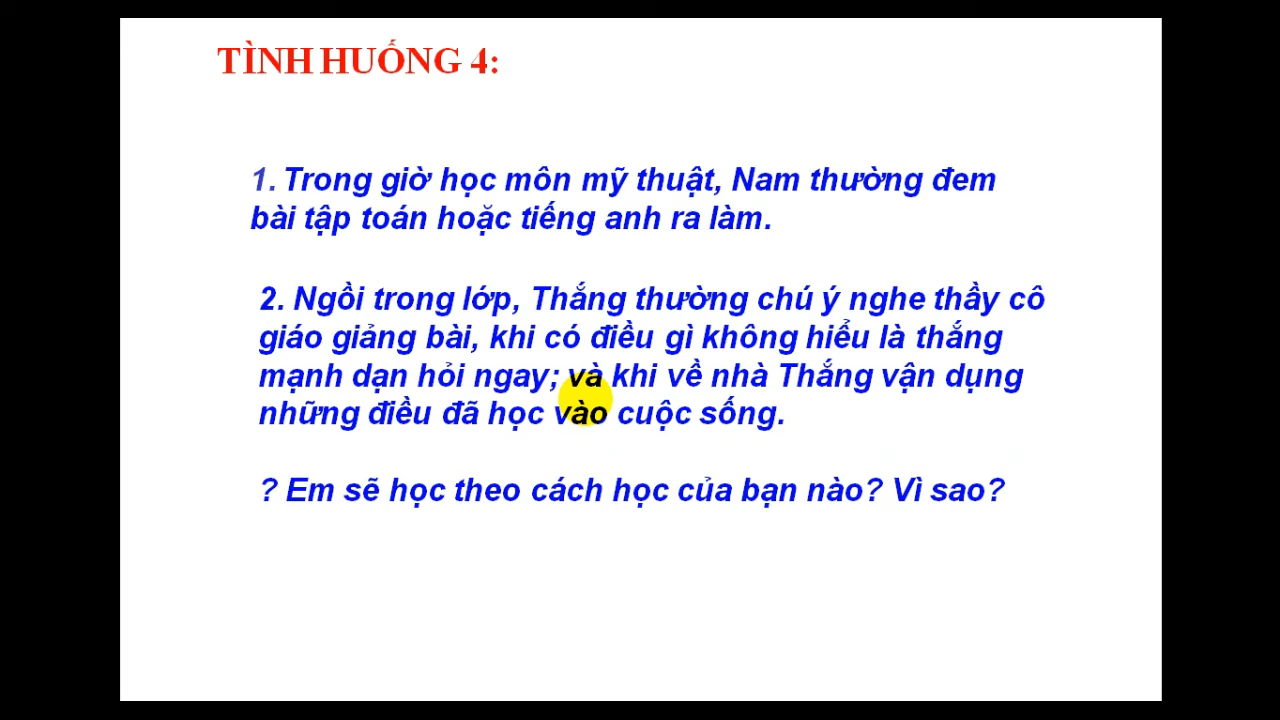 TÌNH HUỐNG 4:
1. Trong giờ học môn mỹ thuật, Nam thường đem
bài tập toán hoặc tiếng anh ra làm.
2. Ngồi trong lớp, Thắng thường chú ý nghe thầy cô
giáo giảng bài, khi có điều gì không hiểu là thắng
mạnh dạn hỏi ngay; và khi về nhà Thắng vận dụng
những điều đã học vào cuộc sống.
? Em sẽ học theo cách học của bạn nào? Vì sao?